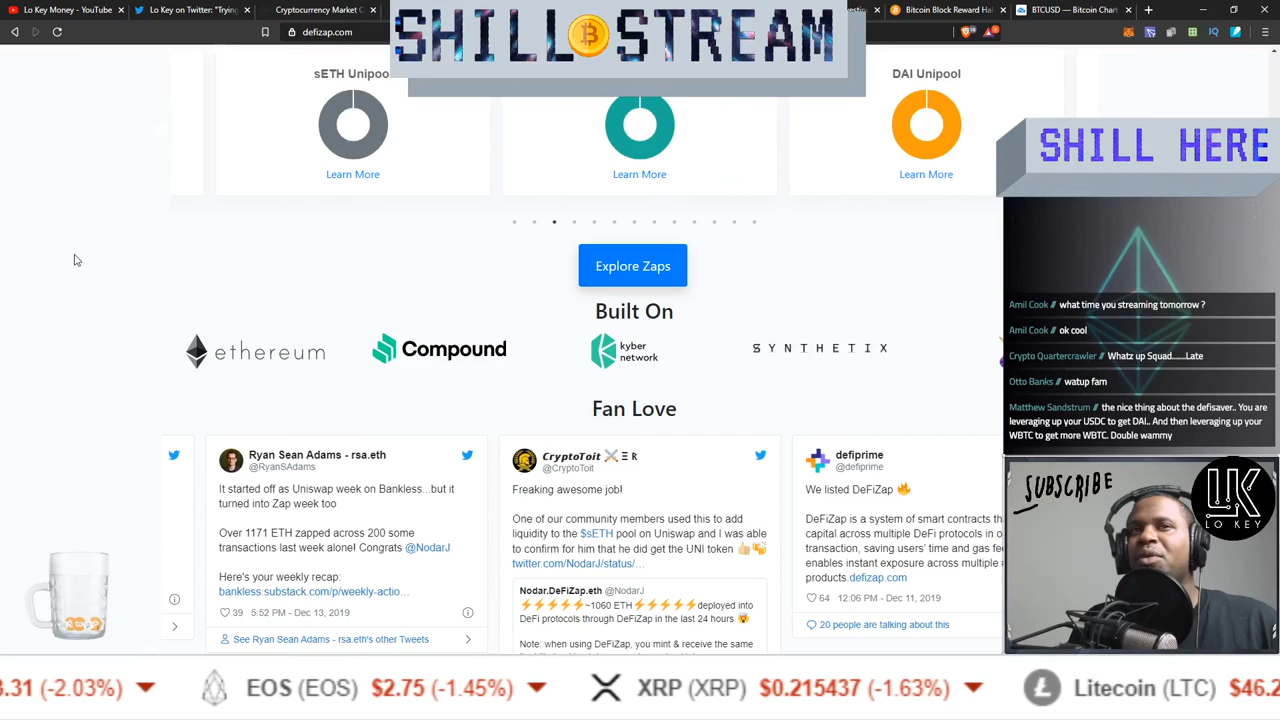 Lo Key Money - YouTube
Lo Key on Twitter: "Trying
Cryptocurrency Market C
Bitcoin Block Reward Hal
BTCUSD — Bitcoin Chart
defizap.com
SHILL STREAM
sETH Unipool
DAI Unipool
Learn More
Learn More
Learn More
SHILL HERE
Explore Zaps
Built On
ethereum
Compound
kyber
network
SYNTHETIX
Amil Cook // what time you streaming tomorrow ?
Amil Cook // ok cool
Crypto Quartercrawler // Whatz up Squad......Late
Otto Banks // watup fam
Matthew Sandstrum // the nice thing about the defisaver.. You are
leveraging up your USDC to get DAI.. And then leveraging up your
WBTC to get more WBTC. Double wammy
Fan Love
Ryan Sean Adams - rsa.eth
@RyanSAdams
It started off as Uniswap week on Bankless...but it
turned into Zap week too
Over 1171 ETH zapped across 200 some
transactions last week alone! Congrats @NodarJ
Here's your weekly recap:
bankless.substack.com/p/weekly-actio...
39 5:52 PM - Dec 13, 2019
See Ryan Sean Adams - rsa.eth's other Tweets
CryptoToit ⚔️ Ξ R
@CryptoToit
Freaking awesome job!
One of our community members used this to add
liquidity to the $sETH pool on Uniswap and I was able
to confirm for him that he did get the UNI token
twitter.com/NodarJ/status/...
Nodar.DeFiZap.eth @NodarJ
⚡⚡⚡⚡⚡~1060 ETH⚡⚡⚡⚡⚡deployed into
DeFi protocols through DeFiZap in the last 24 hours 🤯
Note: when using DeFiZap, you mint & receive the same
defiprime
@defiprime
We listed DeFiZap 🔥
DeFiZap is a system of smart contracts th
capital across multiple DeFi protocols in o
transaction, saving users' time and gas fee
enables instant exposure across multiple
products.defizap.com
64 12:06 PM - Dec 11, 2019
20 people are talking about this
SUBSCRIBE
LK
LO KEY
3.31 (-2.03%)
EOS (EOS) $2.75 (-1.45%)
XRP (XRP) $0.215437 (-1.63%)
Litecoin (LTC) $46.2